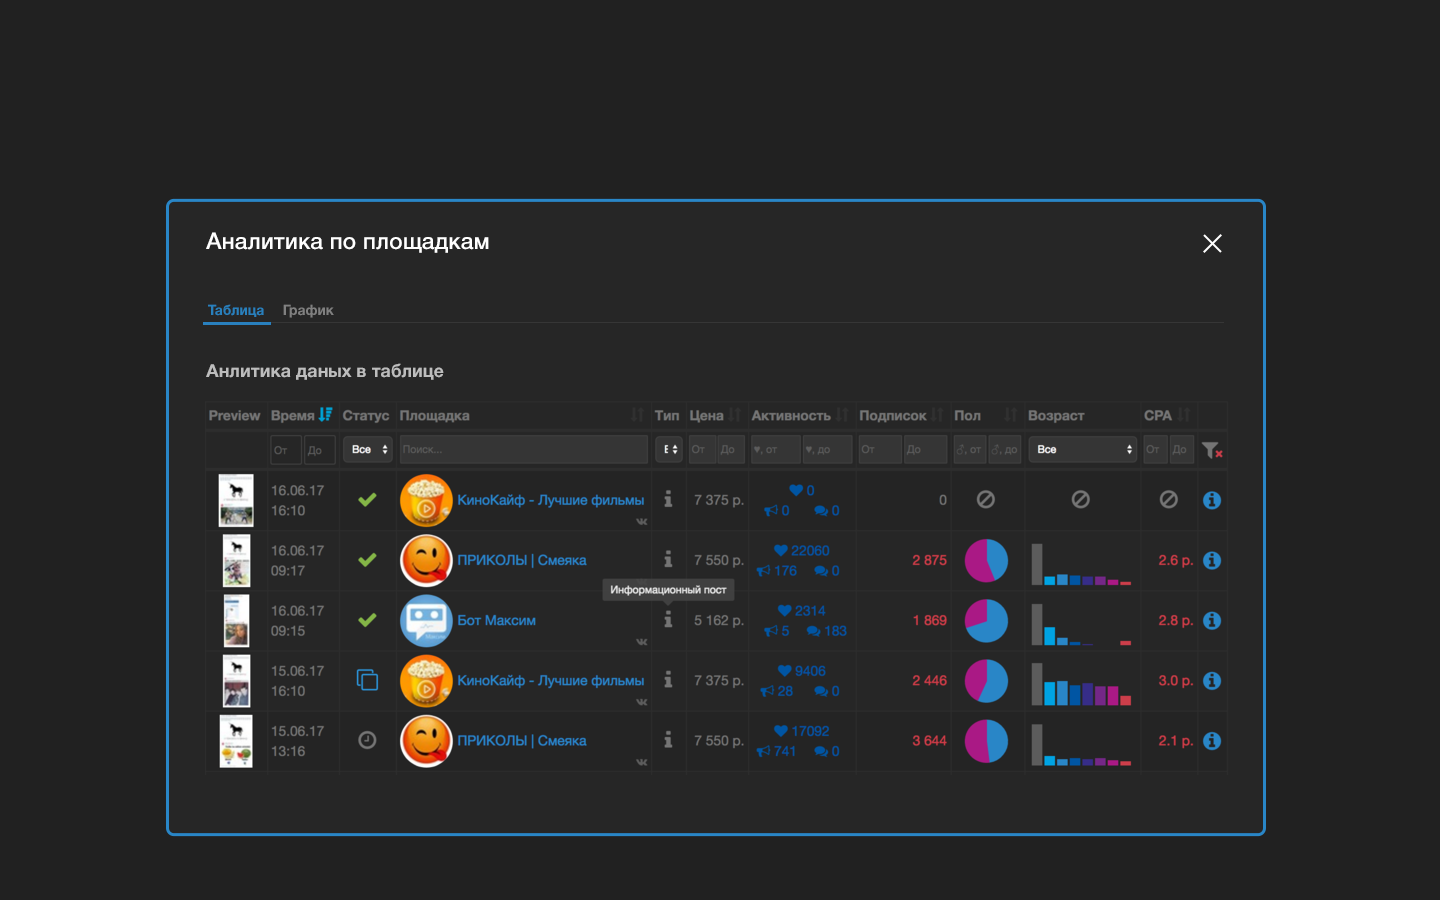 Аналитика по площадкам
Таблица График
Анлитика даных в таблице
Preview Время Статус Площадка Тип Цена Активность Подписок Пол Возраст CPA
От До Все Поиск... От До ♥, от ♥, до От До ♂, от ♂, до Все От До
16.06.17
16:10
КиноКайф - Лучшие фильмы
7 375 р.
0
0 0
0
16.06.17
09:17
ПРИКОЛЫ | Смеяка
7 550 р.
22060
176 0
2 875
2.6 р.
Информационный пост
16.06.17
09:15
Бот Максим
5 162 р.
2314
5 183
1 869
2.8 р.
15.06.17
16:10
КиноКайф - Лучшие фильмы
7 375 р.
9406
28 0
2 446
3.0 р.
15.06.17
13:16
ПРИКОЛЫ | Смеяка
7 550 р.
17092
741 0
3 644
2.1 р.